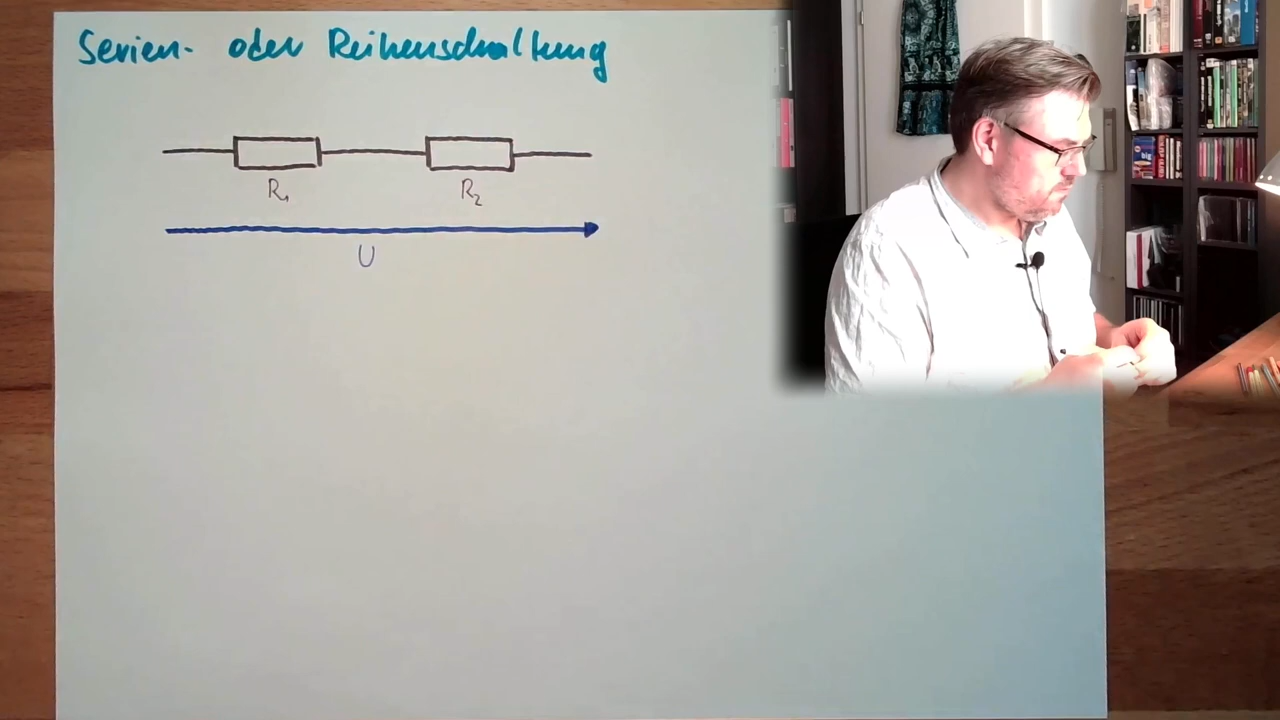 Serien- oder Reihenschaltung
R₁ R₂
U